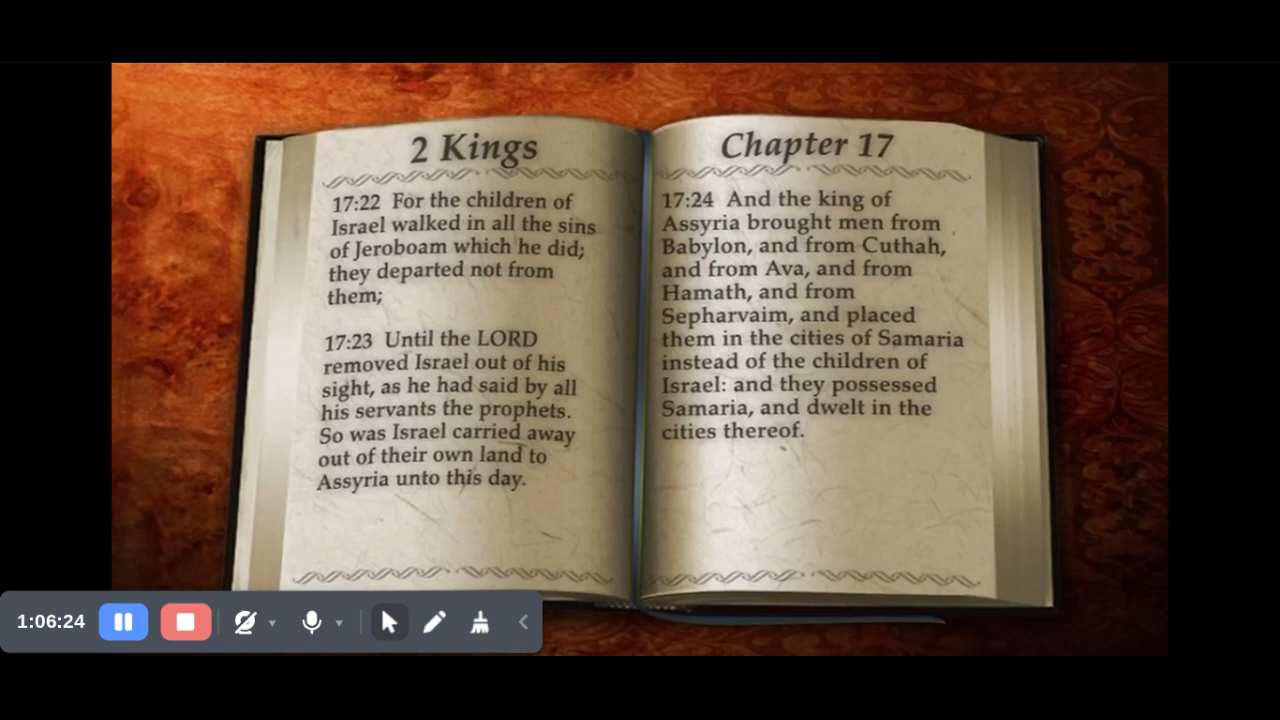 2 Kings
17:22 For the children of
Israel walked in all the sins
of Jeroboam which he did;
they departed not from
them;
17:23 Until the LORD
removed Israel out of his
sight, as he had said by all
his servants the prophets.
So was Israel carried away
out of their own land to
Assyria unto this day.
Chapter 17
17:24 And the king of
Assyria brought men from
Babylon, and from Cuthah,
and from Ava, and from
Hamath, and from
Sepharvaim, and placed
them in the cities of Samaria
instead of the children of
Israel: and they possessed
Samaria, and dwelt in the
cities thereof.
1:06:24